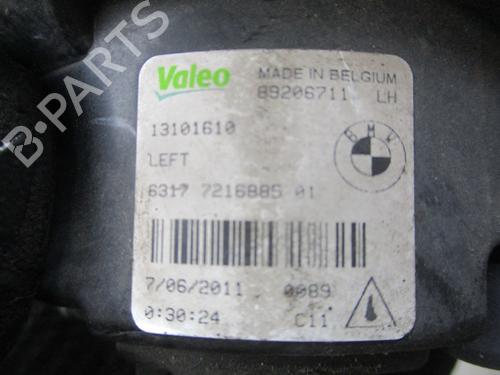 Valeo MADE IN BELGIUM
89206711 LH
13101610
BMW
LEFT
6317 7216885 01
7/06/2011 0089
0:30:24 C11
B-PARTS